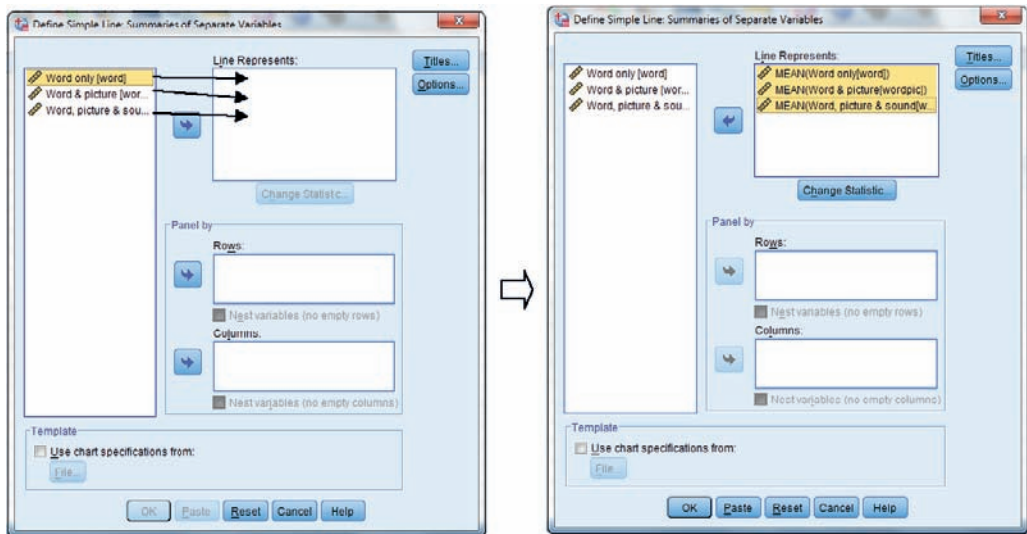 Define Simple Line: Summaries of Separate Variables
Line Represents:
Word only [word]
Word & picture [wor...
Word, picture & sou...
Titles...
Options...
Change Statistic...
Panel by
Rows:
Nest variables (no empty rows)
Columns:
Nest variables (no empty columns)
Template
Use chart specifications from:
File...
OK
Paste
Reset
Cancel
Help
Define Simple Line: Summaries of Separate Variables
Line Represents:
Word only [word]
Word & picture [wor...
Word, picture & sou...
MEAN(Word only[word])
MEAN(Word & picture[wordpic])
MEAN(Word, picture & sound[w...
Titles...
Options...
Change Statistic...
Panel by
Rows:
Nest variables (no empty rows)
Columns:
Nest variables (no empty columns)
Template
Use chart specifications from:
File...
OK
Paste
Reset
Cancel
Help